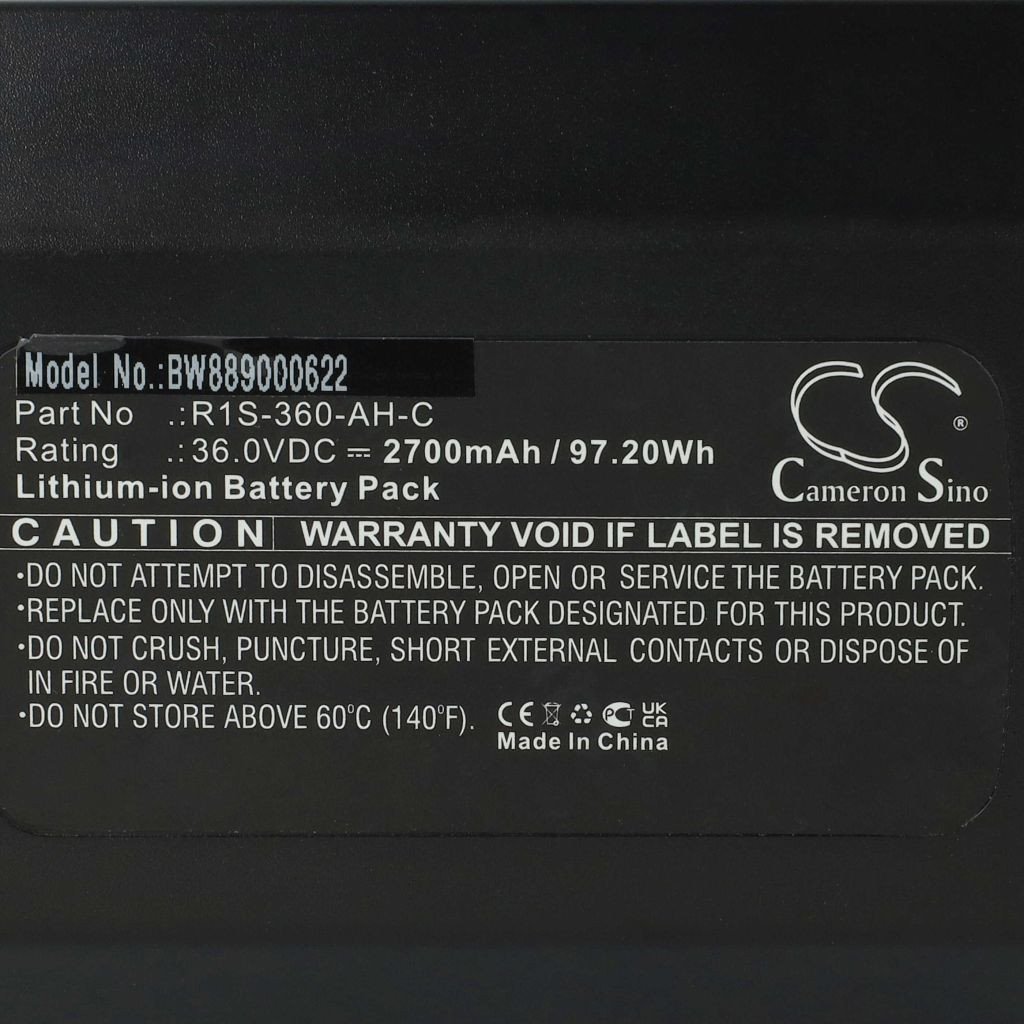 Model No.:BW889000622
Part No .:R1S-360-AH-C
Rating .:36.0VDC ⎓ 2700mAh / 97.20Wh
Lithium-ion Battery Pack
CS®
Cameron Sino
CAUTION WARRANTY VOID IF LABEL IS REMOVED
•DO NOT ATTEMPT TO DISASSEMBLE, OPEN OR SERVICE THE BATTERY PACK.
•REPLACE ONLY WITH THE BATTERY PACK DESIGNATED FOR THIS PRODUCT.
•DO NOT CRUSH, PUNCTURE, SHORT EXTERNAL CONTACTS OR DISPOSE OF
IN FIRE OR WATER.
•DO NOT STORE ABOVE 60°C (140°F).
CE PCT UK
CA
Made In China